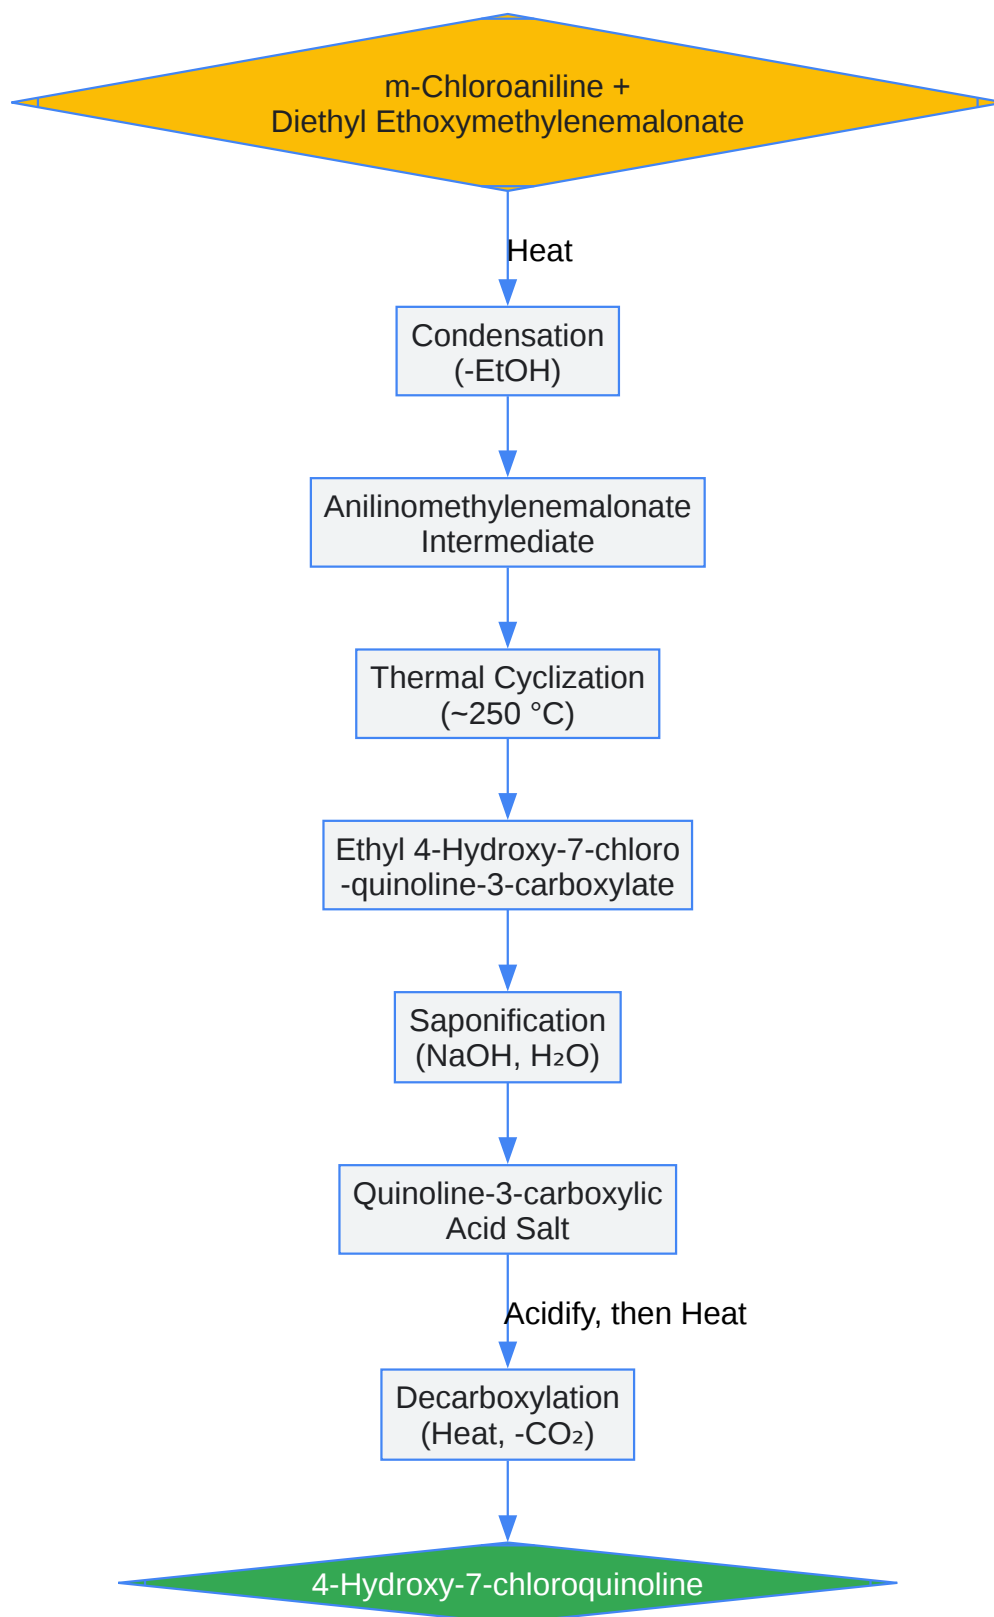 m-Chloroaniline +
Diethyl Ethoxymethylenemalonate
Heat
Condensation
(-EtOH)
Anilinomethylenemalonate
Intermediate
Thermal Cyclization
(~250 °C)
Ethyl 4-Hydroxy-7-chloro
-quinoline-3-carboxylate
Saponification
(NaOH, H₂O)
Quinoline-3-carboxylic
Acid Salt
Acidify, then Heat
Decarboxylation
(Heat, -CO₂)
4-Hydroxy-7-chloroquinoline